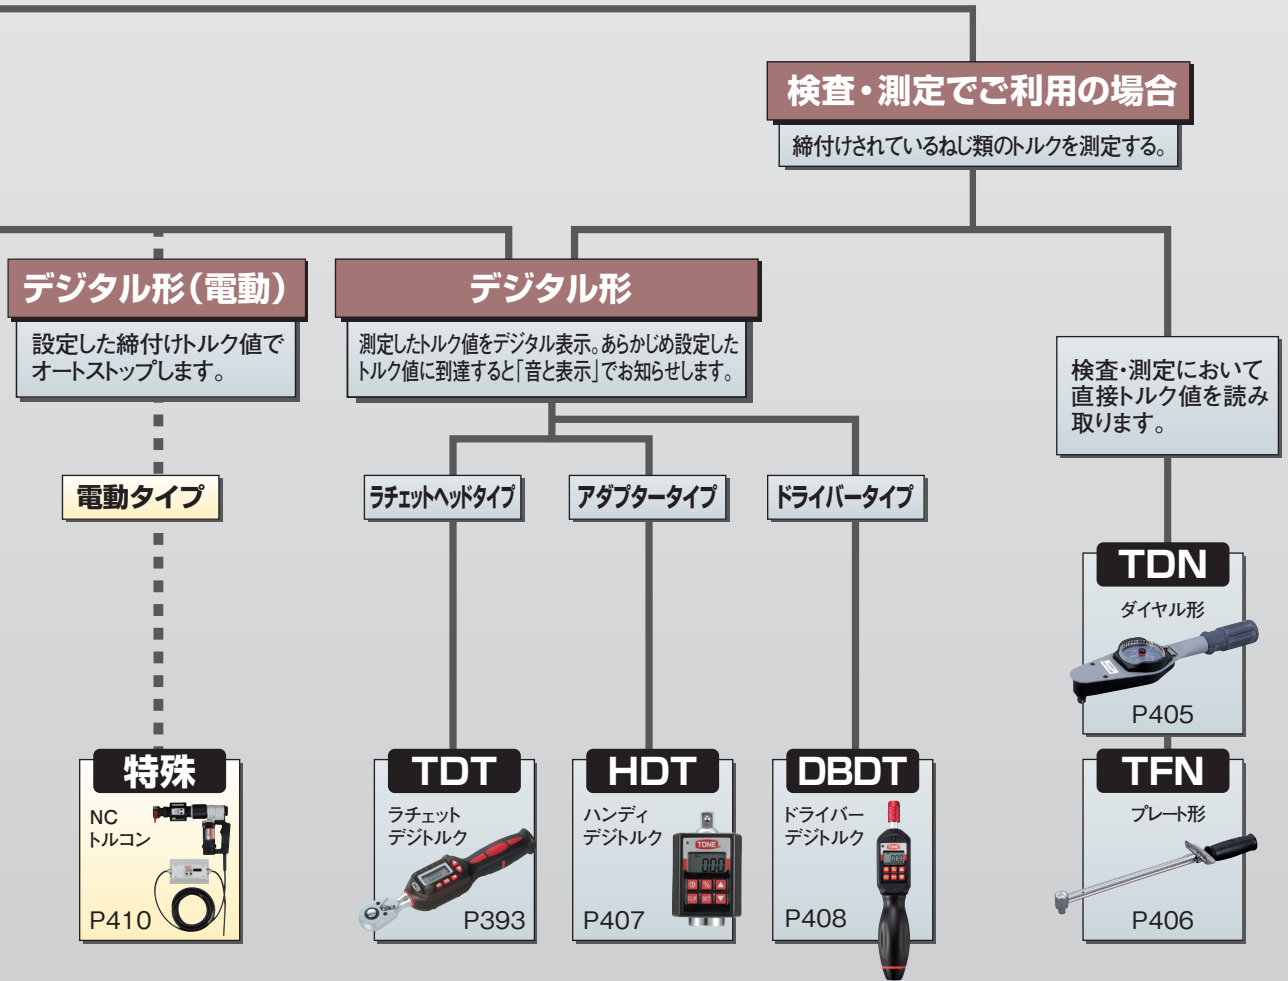 検査・測定でご利用の場合
締付けされているねじ類のトルクを測定する。
デジタル形（電動）
設定した締付けトルク値で
オートストップします。
デジタル形
測定したトルク値をデジタル表示。あらかじめ設定した
トルク値に到達すると「音と表示」でお知らせします。
検査・測定において
直接トルク値を読み
取ります。
電動タイプ
ラチェットヘッドタイプ
アダプタータイプ
ドライバータイプ
TDN
ダイヤル形
P405
特殊
NC
トルコン
P410
TDT
ラチェット
デジトルク
P393
HDT
ハンディ
デジトルク
TONE
000
CLR
SET
P407
DBDT
ドライバー
デジトルク
P408
TFN
プレート形
P406